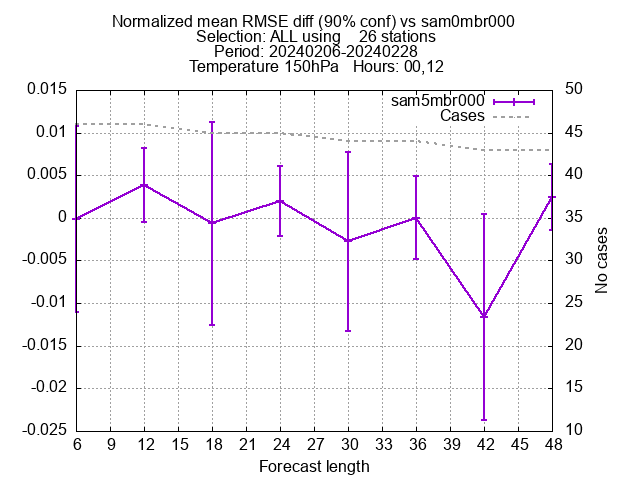 Normalized mean RMSE diff (90% conf) vs sam0mbr000
Selection: ALL using    26 stations
Period: 20240206-20240228
Temperature 150hPa   Hours: 00,12
sam5mbr000
Cases
0.015
0.01
0.005
0
-0.005
-0.01
-0.015
-0.02
-0.025
50
45
40
35
30
25
20
15
10
No cases
6 9 12 15 18 21 24 27 30 33 36 39 42 45 48
Forecast length